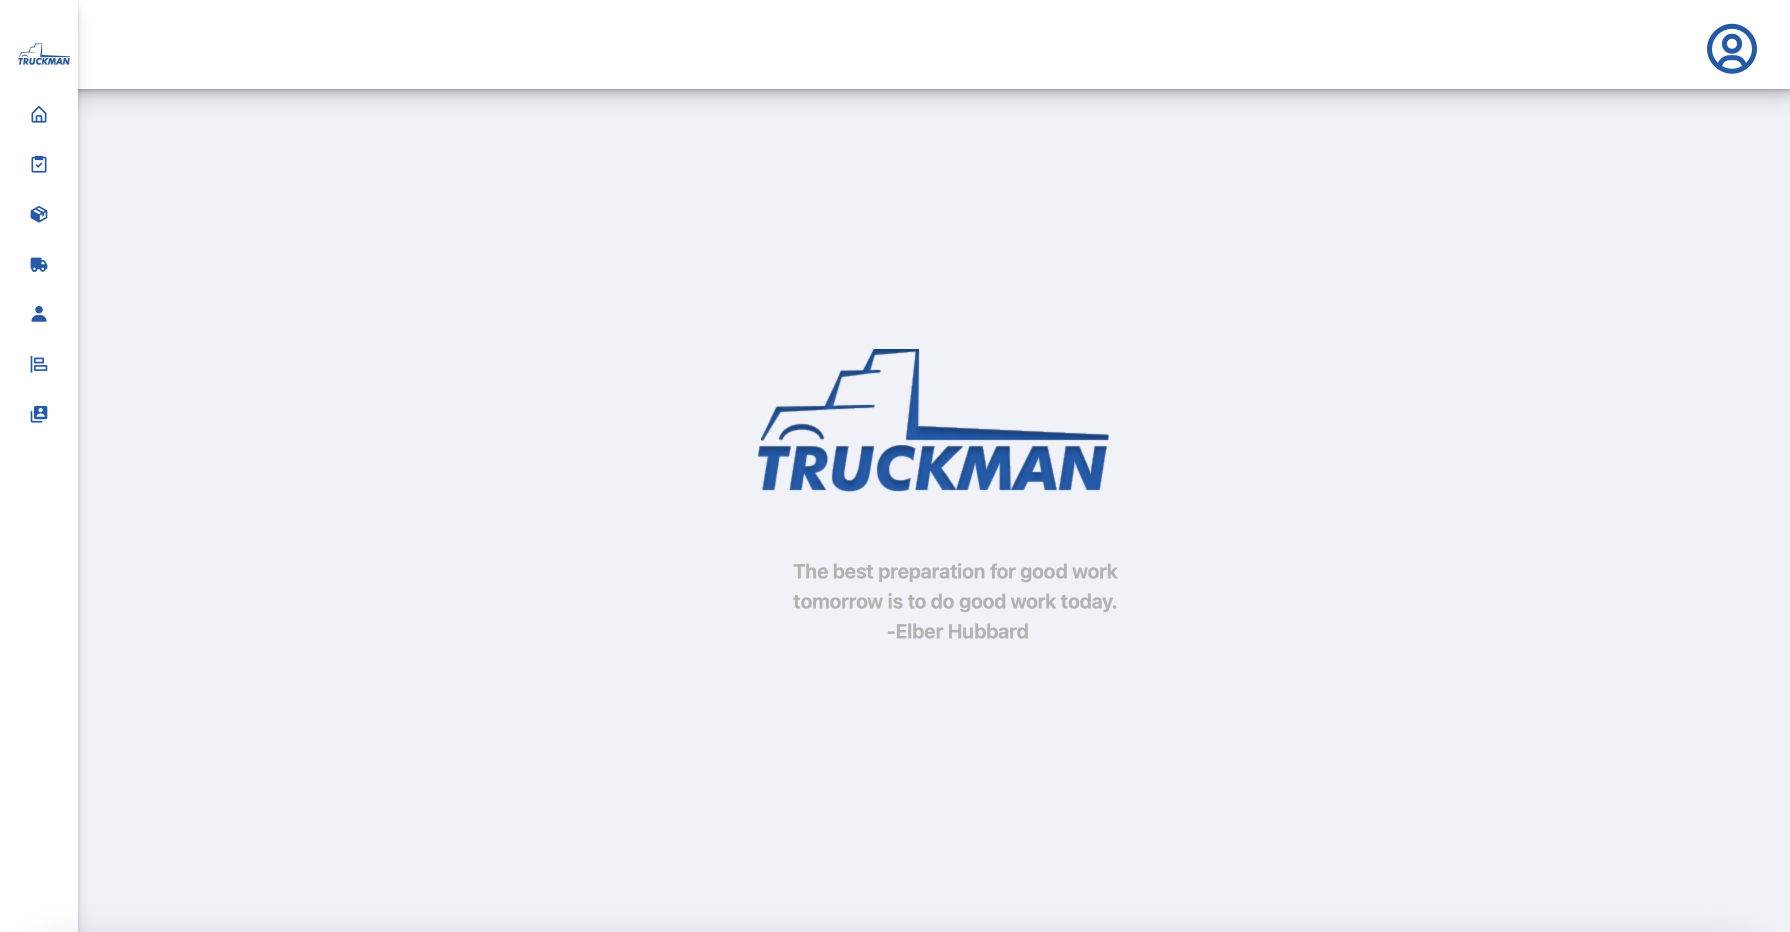 TRUCKMAN
TRUCKMAN
The best preparation for good work
tomorrow is to do good work today.
-Elber Hubbard